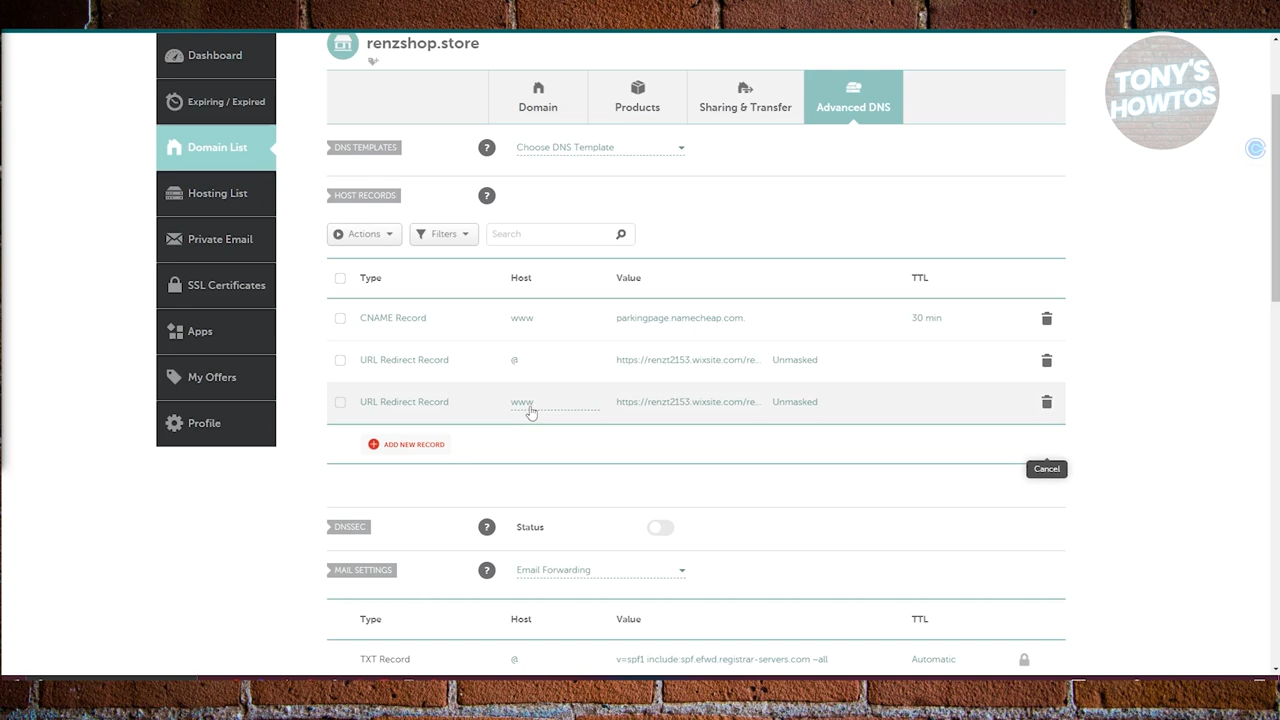 renzshop.store
TONY'S
HOWTOS
Dashboard
Expiring / Expired
Domain List
Hosting List
Private Email
SSL Certificates
Apps
My Offers
Profile
Domain
Products
Sharing & Transfer
Advanced DNS
DNS TEMPLATES ? Choose DNS Template
HOST RECORDS ?
Actions Filters Search
Type Host Value TTL
CNAME Record www parkingpage.namecheap.com. 30 min
URL Redirect Record @ https://renzt2153.wixsite.com/re... Unmasked
URL Redirect Record www https://renzt2153.wixsite.com/re... Unmasked
ADD NEW RECORD
Cancel
DNSSEC ? Status
MAIL SETTINGS ? Email Forwarding
Type Host Value TTL
TXT Record @ v=spf1 include:spf.efwd.registrar-servers.com ~all Automatic